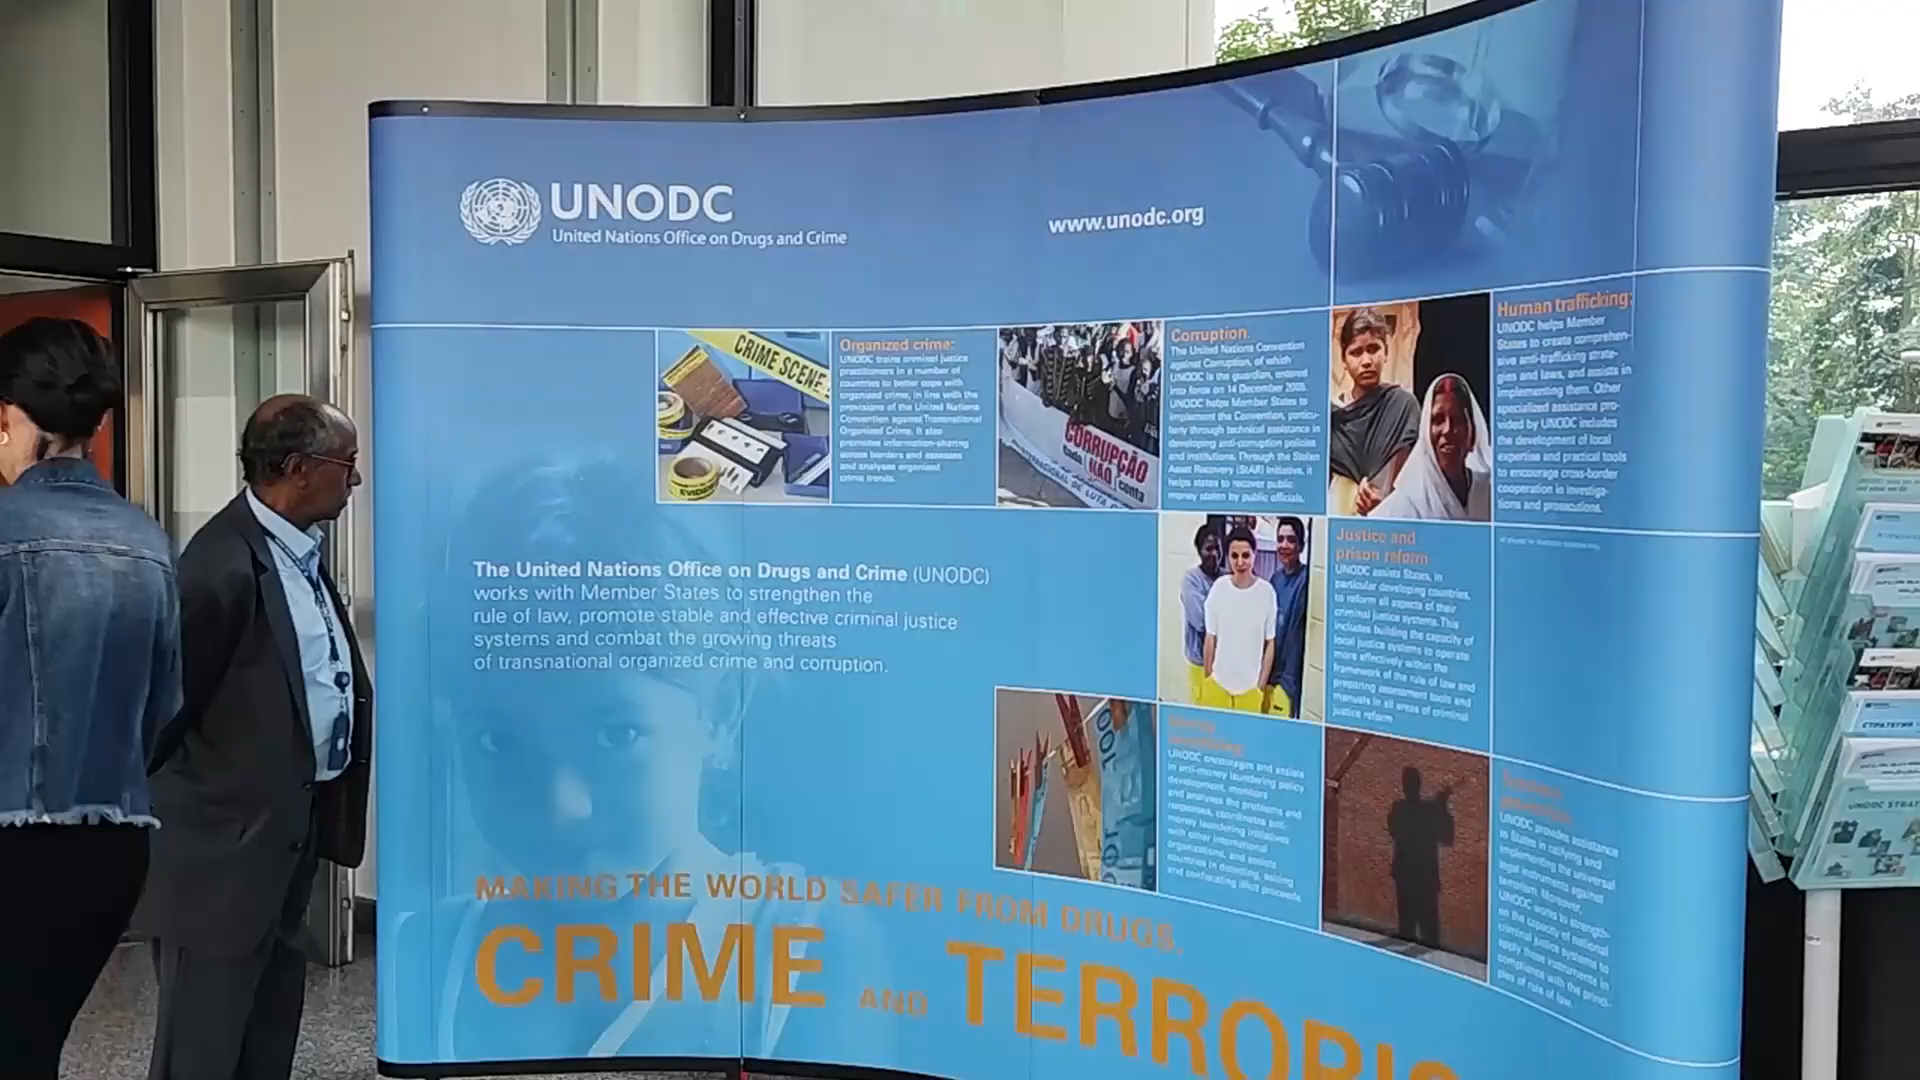 UNODC
United Nations Office on Drugs and Crime
www.unodc.org
CRIME SCENE
EVIDENCE
Organized crime:
UNODC trains criminal justice
practitioners in a number of
countries to better cope with
organized crime, in line with the
provisions of the United Nations
Convention against Transnational
Organized Crime. It also
promotes information-sharing
across borders and assesses
and analyses organized
crime trends.
CORRUPÇÃO
NÃO
conta
INTERNACIONAL DE LUTA
Corruption.
The United Nations Convention
against Corruption, of which
UNODC is the guardian, entered
into force on 14 December 2005.
UNODC helps Member States to
implement the Convention, particu-
larly through technical assistance in
developing anti-corruption policies
and institutions. Through the Stolen
Asset Recovery (StAR) Initiative, it
helps states to recover public
money stolen by public officials.
Human trafficking:
UNODC helps Member
States to create comprehen-
sive anti-trafficking strate-
gies and laws, and assists in
implementing them. Other
specialized assistance pro-
vided by UNODC includes
the development of local
expertise and practical tools
to encourage cross-border
cooperation in investiga-
tions and prosecutions.
The United Nations Office on Drugs and Crime (UNODC)
works with Member States to strengthen the
rule of law, promote stable and effective criminal justice
systems and combat the growing threats
of transnational organized crime and corruption.
Justice and
prison reform
UNODC assists States, in
particular developing countries,
to reform all aspects of their
criminal justice systems. This
includes building the capacity of
local justice systems to operate
more effectively within the
framework of the rule of law and
preparing assessment tools and
manuals in all areas of criminal
justice reform.
UNODC encourages and assists
in anti-money laundering policy
development, monitors
and analyses the problems and
responses, coordinates anti-
money laundering initiatives
with other international
organizations, and assists
countries in detecting, seizing
and confiscating illicit proceeds
UNODC provides assistance
to States in ratifying and
implementing the universal
legal instruments against
terrorism. Moreover,
UNODC works to strength-
en the capacity of national
criminal justice systems to
apply these instruments in
compliance with the princi-
ples of rule of law.
MAKING THE WORLD SAFER FROM DRUGS,
CRIME AND TERRORIS
СТРАТЕГИЯ
UNODC STRAT